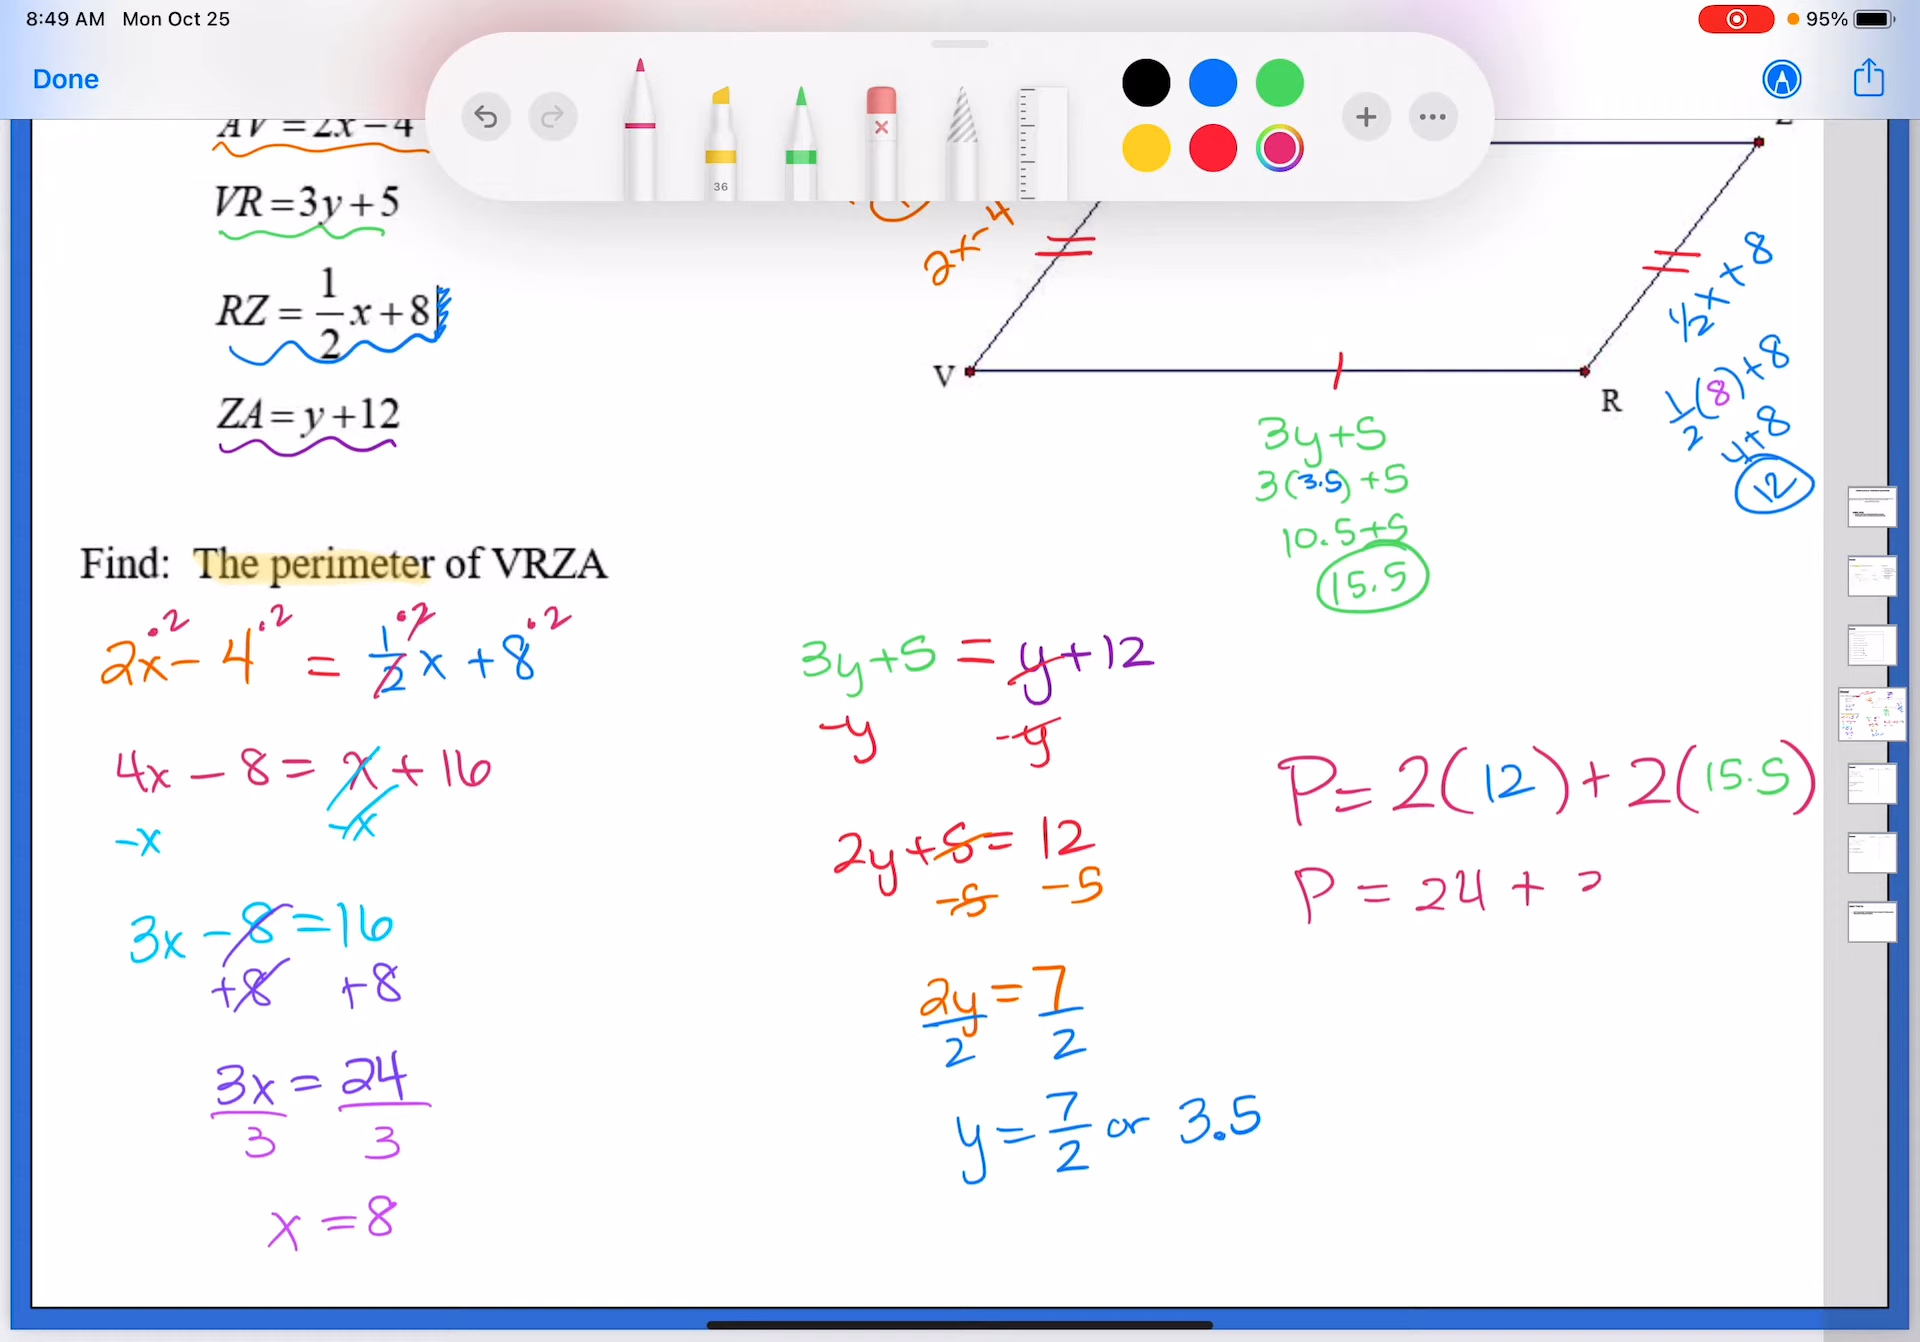 8:49 AM Mon Oct 25
95%
Done
36
AV = 2x − 4
VR = 3y + 5
RZ = 1/2 x + 8
ZA = y + 12
2x − 4
V
R
1/2 x + 8
1/2 (8) + 8
4 + 8
12
3y + 5
3(3.5) + 5
10.5 + 5
15.5
Find: The perimeter of VRZA
·2 ·2 ·2 ·2
2x − 4 = 1/2 x + 8
4x − 8 = x + 16
−x −x
3x − 8 = 16
+8 +8
3x = 24
3 3
x = 8
3y + 5 = y + 12
−y −y
2y + 5 = 12
−5 −5
2y = 7
2 2
y = 7/2 or 3.5
P = 2(12) + 2(15.5)
P = 24 +